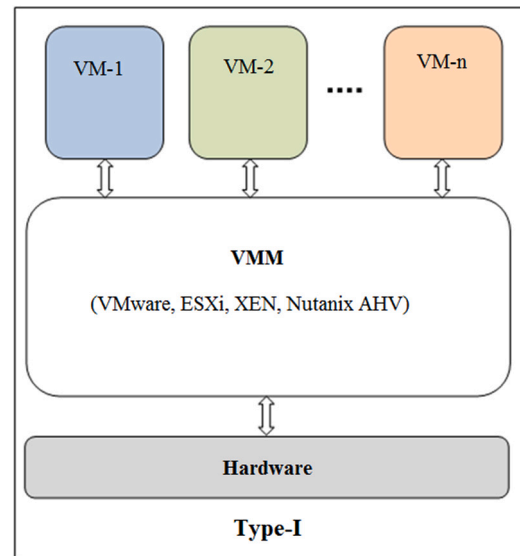 VM-1
VM-2
....
VM-n
VMM
(VMware, ESXi, XEN, Nutanix AHV)
Hardware
Type-I